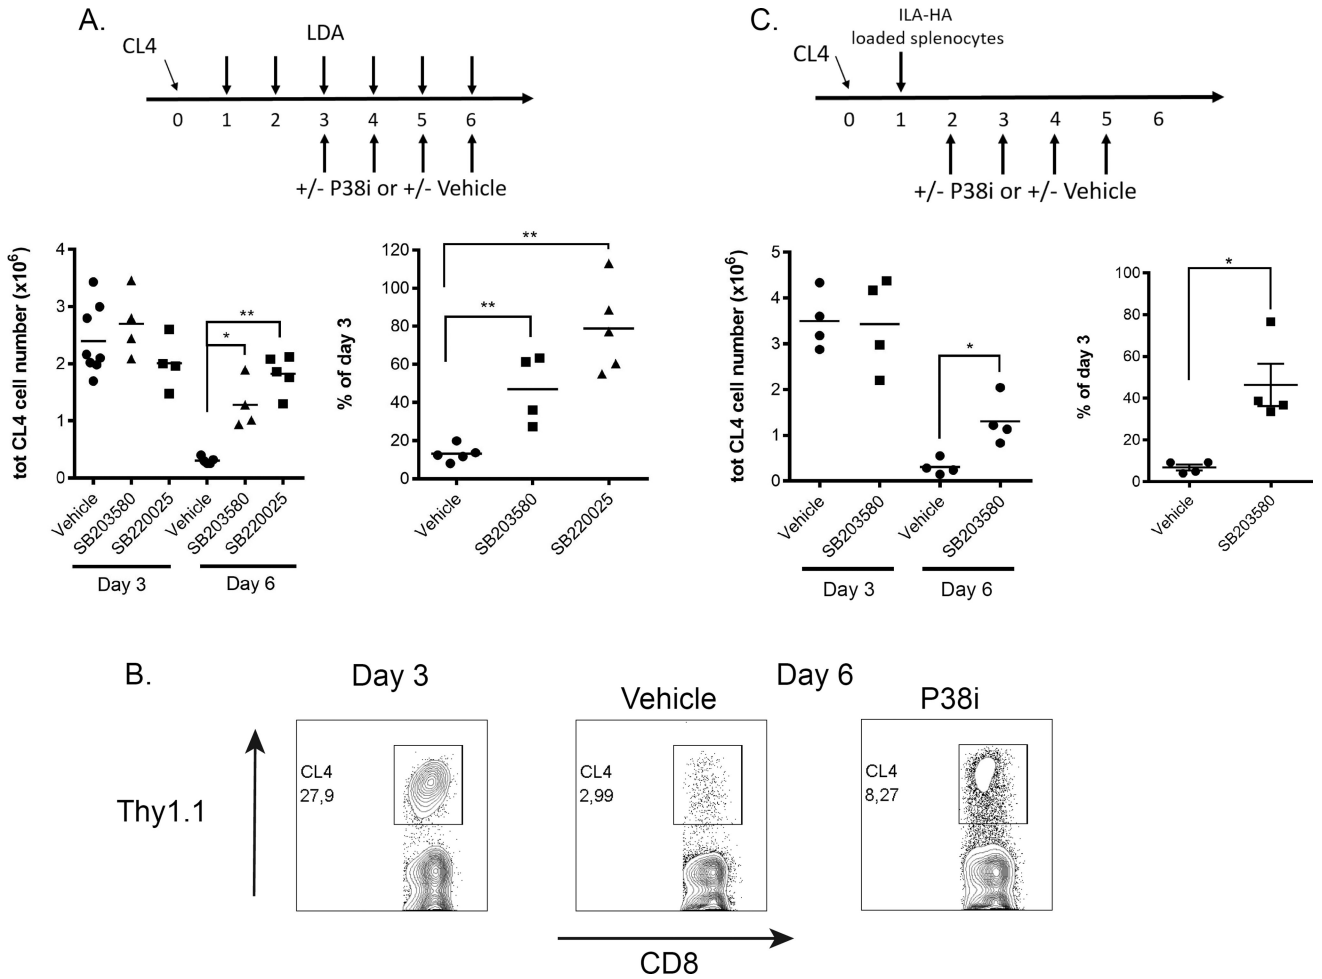 A.
CL4
LDA
0 1 2 3 4 5 6
+/- P38i or +/- Vehicle
tot CL4 cell number (x10⁶)
4
3
2
1
0
Vehicle
SB203580
SB220025
Vehicle
SB203580
SB220025
Day 3
Day 6
*
**
% of day 3
120
100
80
60
40
20
0
Vehicle
SB203580
SB220025
**
**
C.
CL4
ILA-HA
loaded splenocytes
0 1 2 3 4 5 6
+/- P38i or +/- Vehicle
tot CL4 cell number (x10⁶)
5
4
3
2
1
0
Vehicle
SB203580
Vehicle
SB203580
Day 3
Day 6
*
% of day 3
100
80
60
40
20
0
Vehicle
SB203580
*
B.
Day 3
Day 6
Vehicle
P38i
Thy1.1
CL4
27,9
CL4
2,99
CL4
8,27
CD8